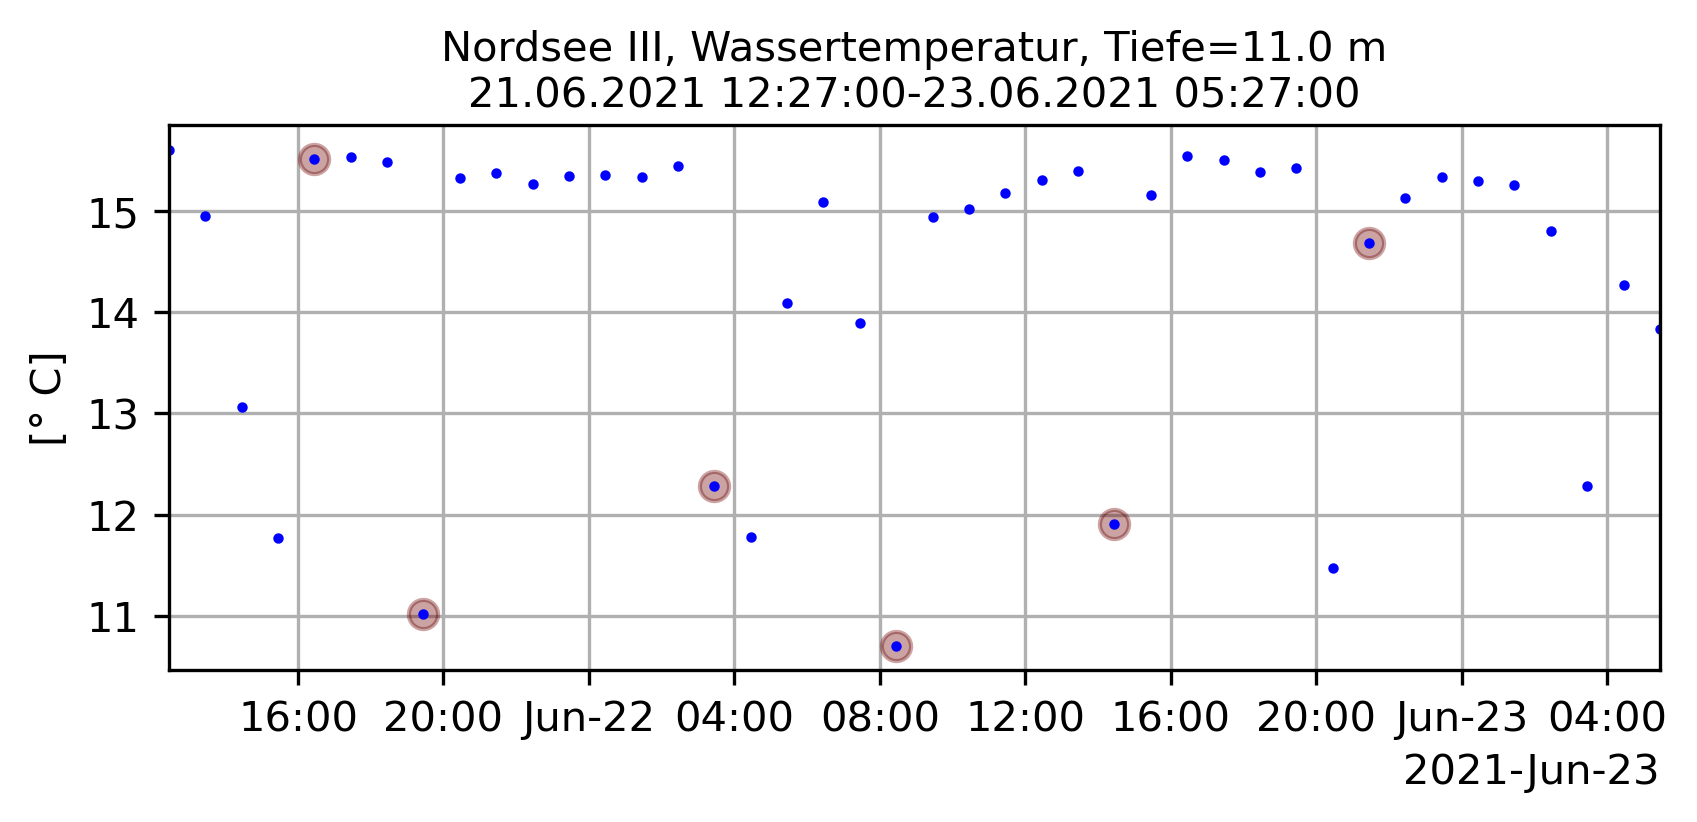 Nordsee III, Wassertemperatur, Tiefe=11.0 m
21.06.2021 12:27:00-23.06.2021 05:27:00
[° C]
15
14
13
12
11
16:00 20:00 Jun-22 04:00 08:00 12:00 16:00 20:00 Jun-23 04:00
2021-Jun-23